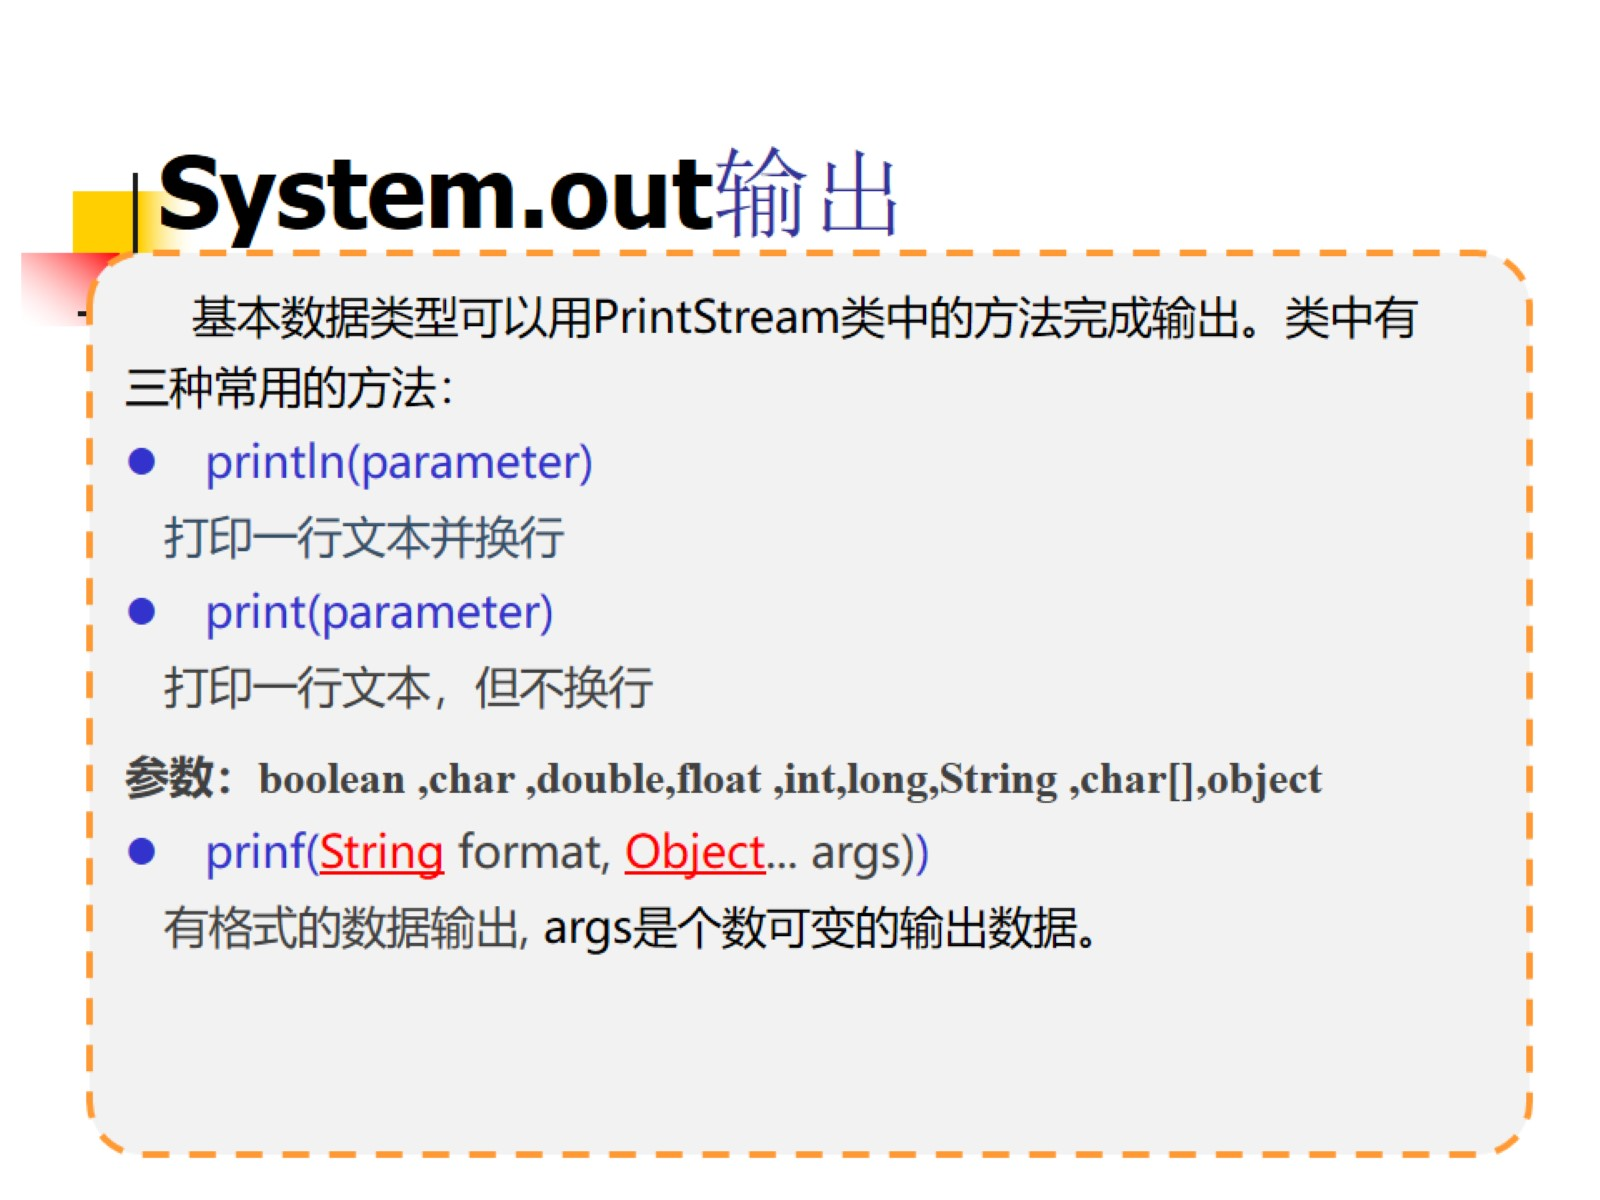 System.out输出
基本数据类型可以用PrintStream类中的方法完成输出。类中有
三种常用的方法：
● println(parameter)
打印一行文本并换行
● print(parameter)
打印一行文本，但不换行
参数：boolean ,char ,double,float ,int,long,String ,char[],object
● prinf(String format, Object... args))
有格式的数据输出, args是个数可变的输出数据。